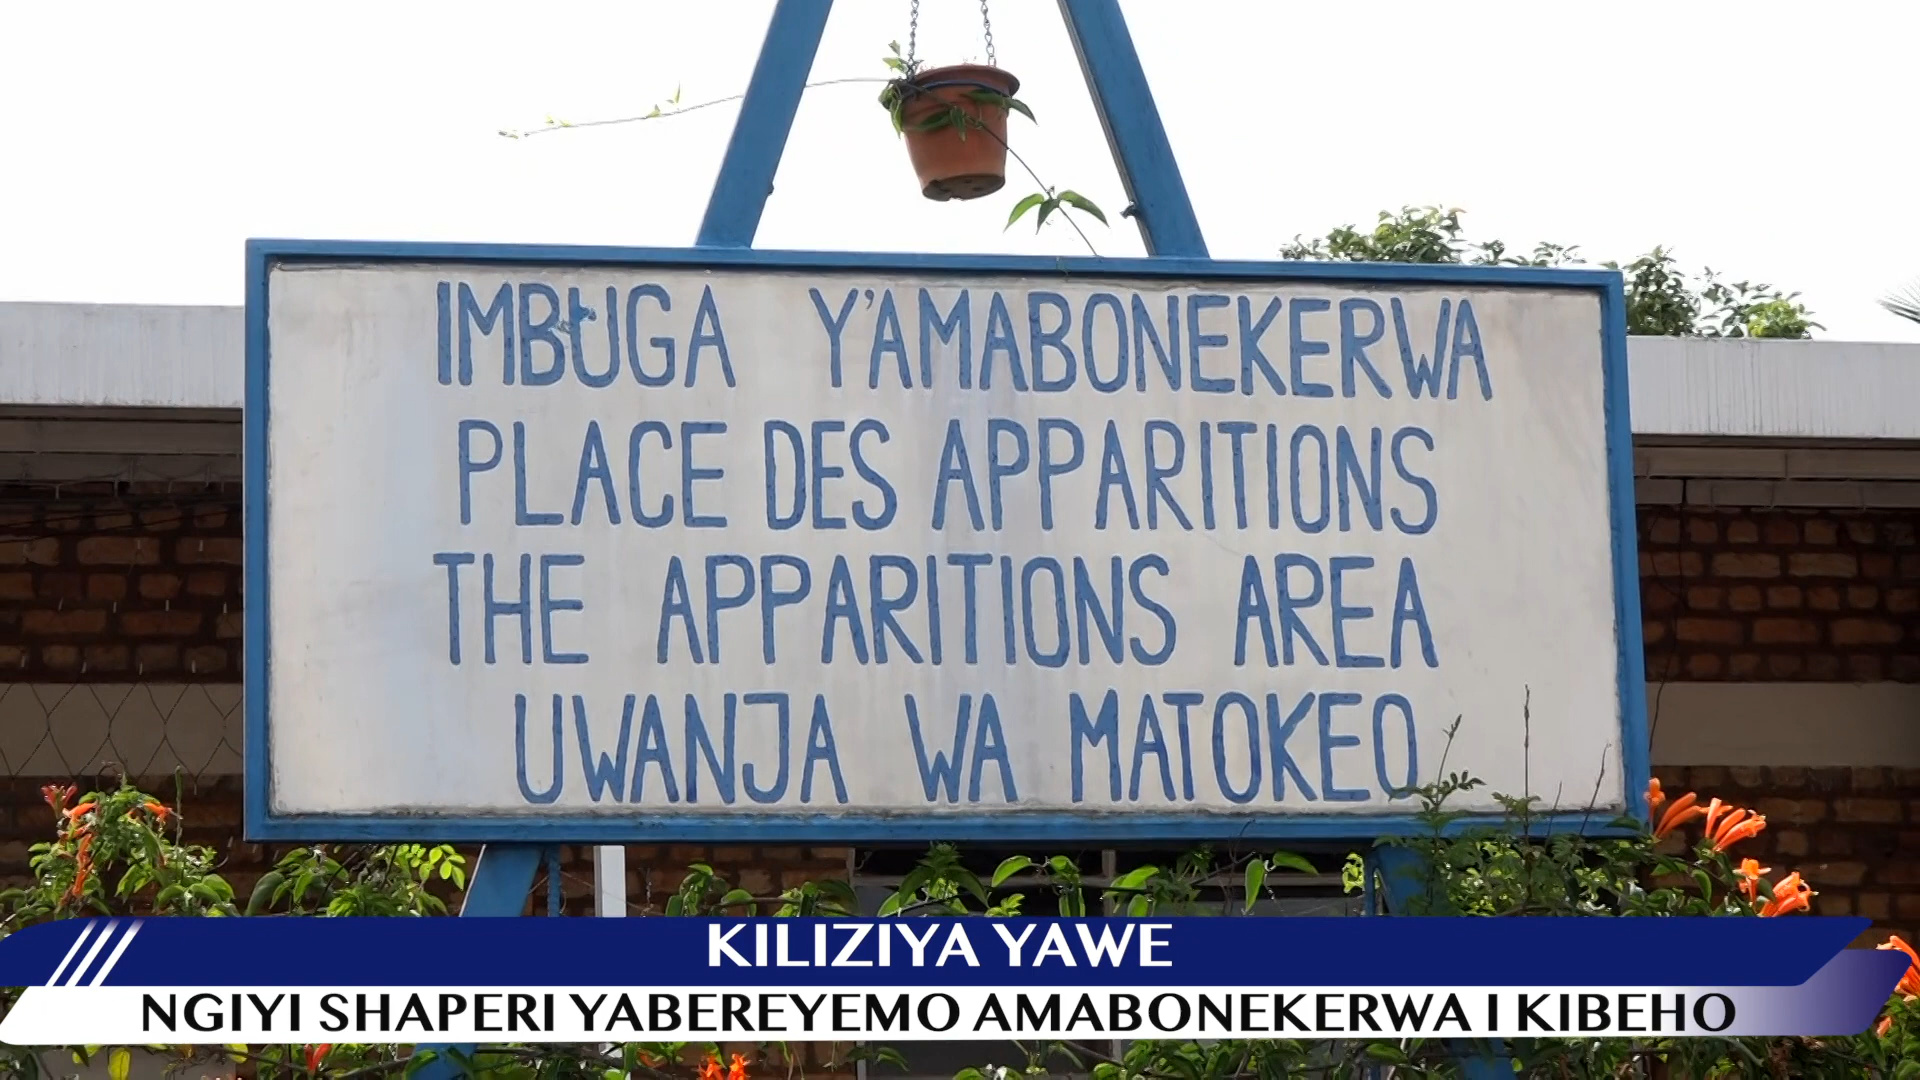 IMBUGA Y'AMABONEKERWA
PLACE DES APPARITIONS
THE APPARITIONS AREA
UWANJA WA MATOKEO
KILIZIYA YAWE
NGIYI SHAPERI YABEREYEMO AMABONEKERWA I KIBEHO